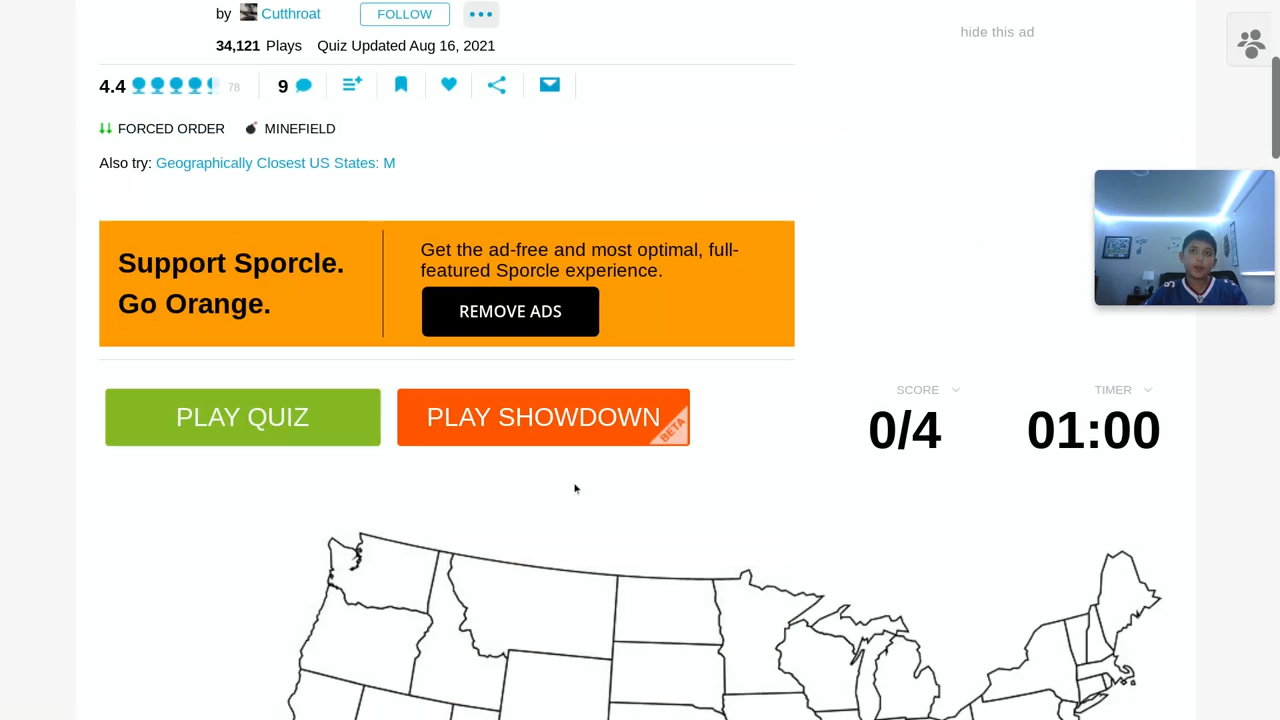 by Cutthroat FOLLOW
hide this ad
34,121 Plays Quiz Updated Aug 16, 2021
4.4 78 9
FORCED ORDER MINEFIELD
Also try: Geographically Closest US States: M
Support Sporcle.
Go Orange.
Get the ad-free and most optimal, full-
featured Sporcle experience.
REMOVE ADS
PLAY QUIZ PLAY SHOWDOWN BETA
SCORE TIMER
0/4 01:00